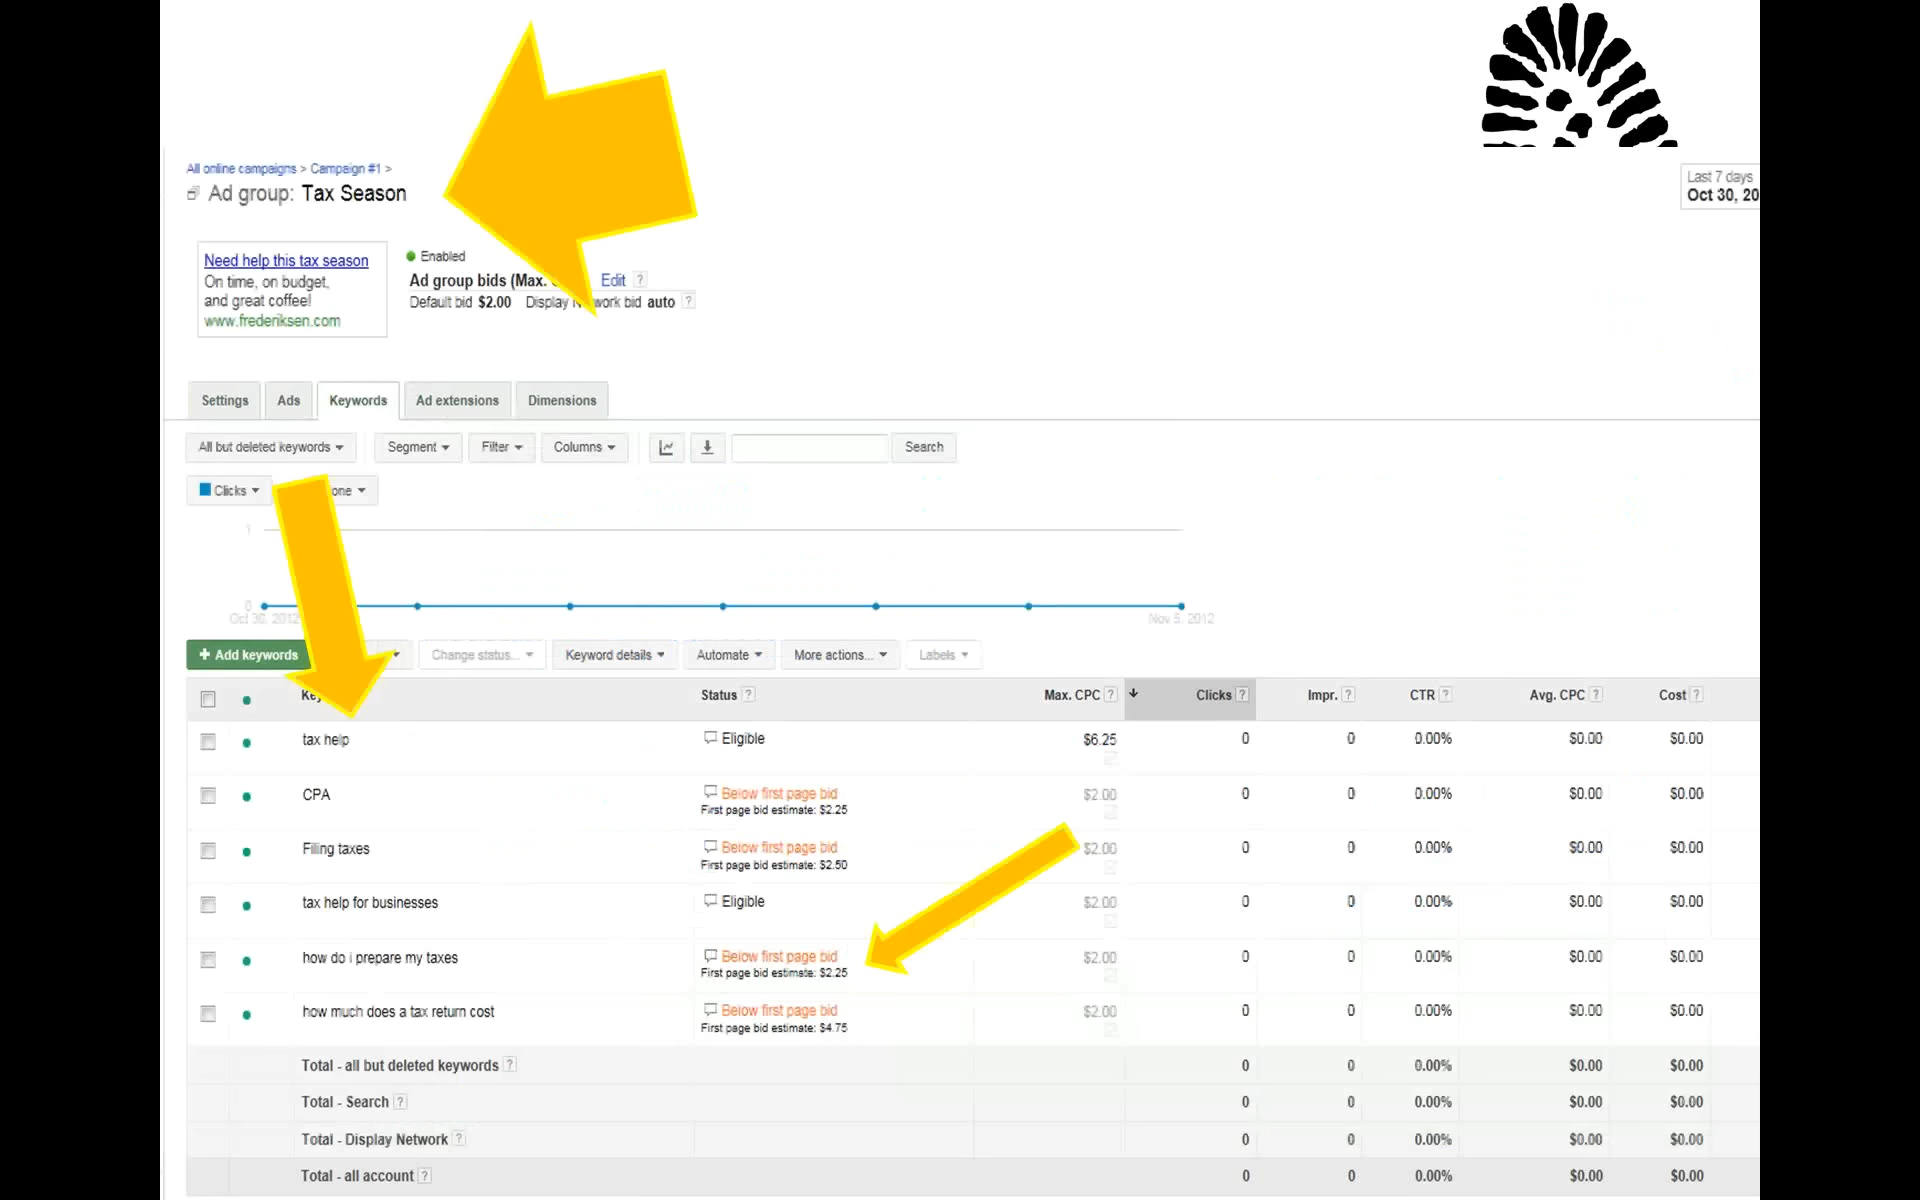 All online campaigns > Campaign #1 >
Ad group: Tax Season
Last 7 days
Oct 30, 20
Need help this tax season
On time, on budget,
and great coffee!
www.frederiksen.com
Enabled
Ad group bids (Max. Edit ?
Default bid $2.00 Display bid auto ?
Settings Ads Keywords Ad extensions Dimensions
All but deleted keywords Segment Filter Columns Search
Clicks
1
0
Oct 30, 2012 Nov 5, 2012
+ Add keywords Change status... Keyword details Automate More actions... Labels
Status ? Max. CPC ? Clicks ? Impr. ? CTR ? Avg. CPC ? Cost ?
tax help Eligible $6.25 0 0 0.00% $0.00 $0.00
CPA Below first page bid $2.00 0 0 0.00% $0.00 $0.00
First page bid estimate: $2.25
Filing taxes Below first page bid $2.00 0 0 0.00% $0.00 $0.00
First page bid estimate: $2.50
tax help for businesses Eligible $2.00 0 0 0.00% $0.00 $0.00
how do i prepare my taxes Below first page bid $2.00 0 0 0.00% $0.00 $0.00
First page bid estimate: $2.25
how much does a tax return cost Below first page bid $2.00 0 0 0.00% $0.00 $0.00
First page bid estimate: $4.75
Total - all but deleted keywords ? 0 0 0.00% $0.00 $0.00
Total - Search ? 0 0 0.00% $0.00 $0.00
Total - Display Network ? 0 0 0.00% $0.00 $0.00
Total - all account ? 0 0 0.00% $0.00 $0.00